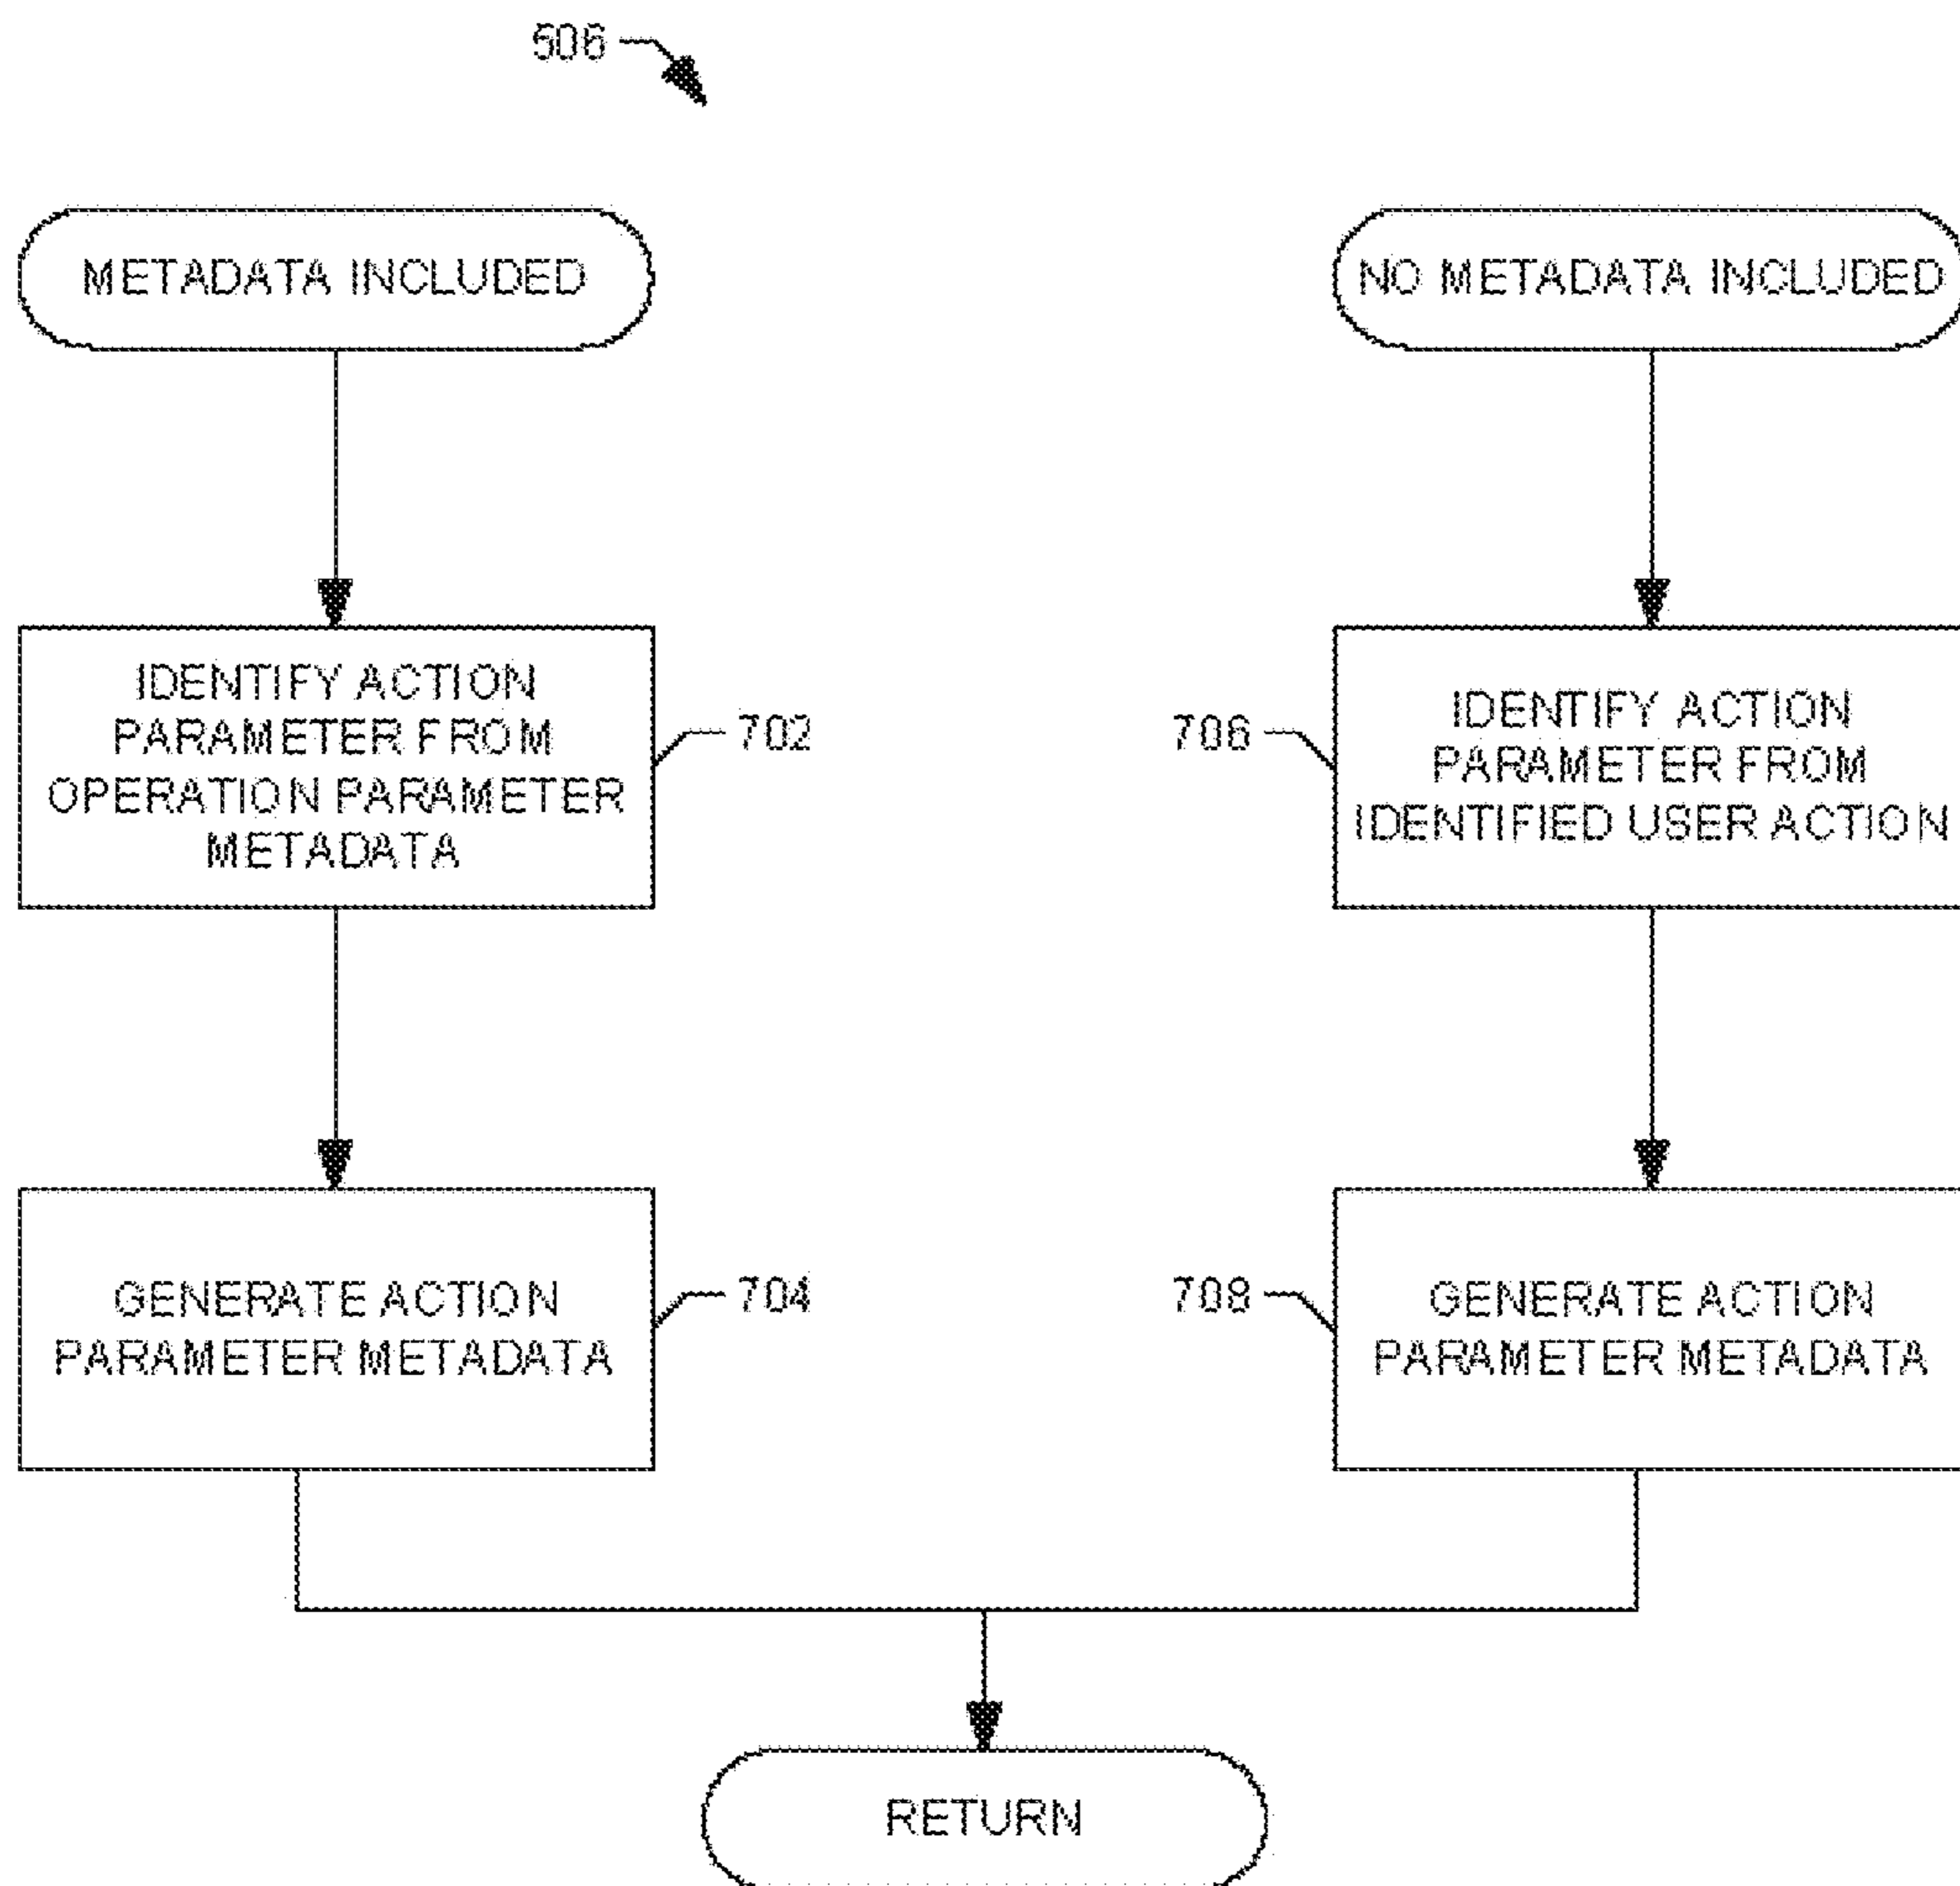 506
METADATA INCLUDED
NO METADATA INCLUDED
IDENTIFY ACTION
PARAMETER FROM
OPERATION PARAMETER
METADATA
702
706
IDENTIFY ACTION
PARAMETER FROM
IDENTIFIED USER ACTION
GENERATE ACTION
PARAMETER METADATA
704
708
GENERATE ACTION
PARAMETER METADATA
RETURN